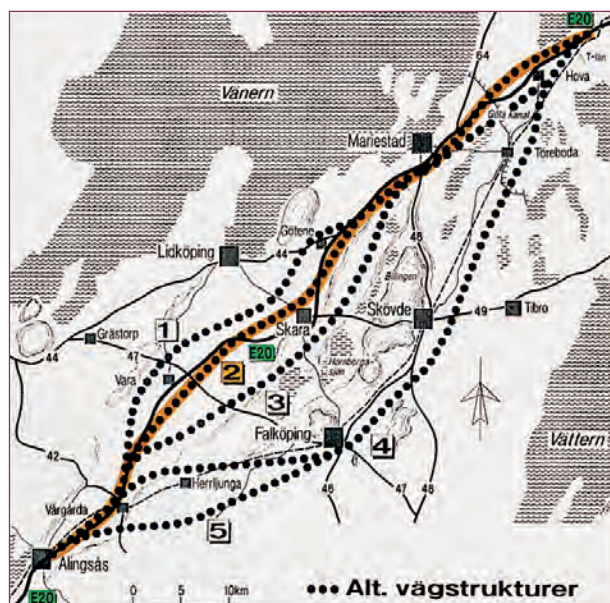 E20
T-län
64
Hova
Vänern
Göta kanal
Mariestad
Töreboda
Götene
Lidköping
44
48
Billingen
Skövde
49
Tibro
Skara
1
Grästorp
E20
44
47
2
Hornborga-
sjön
Vara
3
Falköping
4
Vättern
42
Herrljunga
46
47
48
Vårgårda
5
Alingsås
E20
0 5 10km
Alt. vägstrukturer